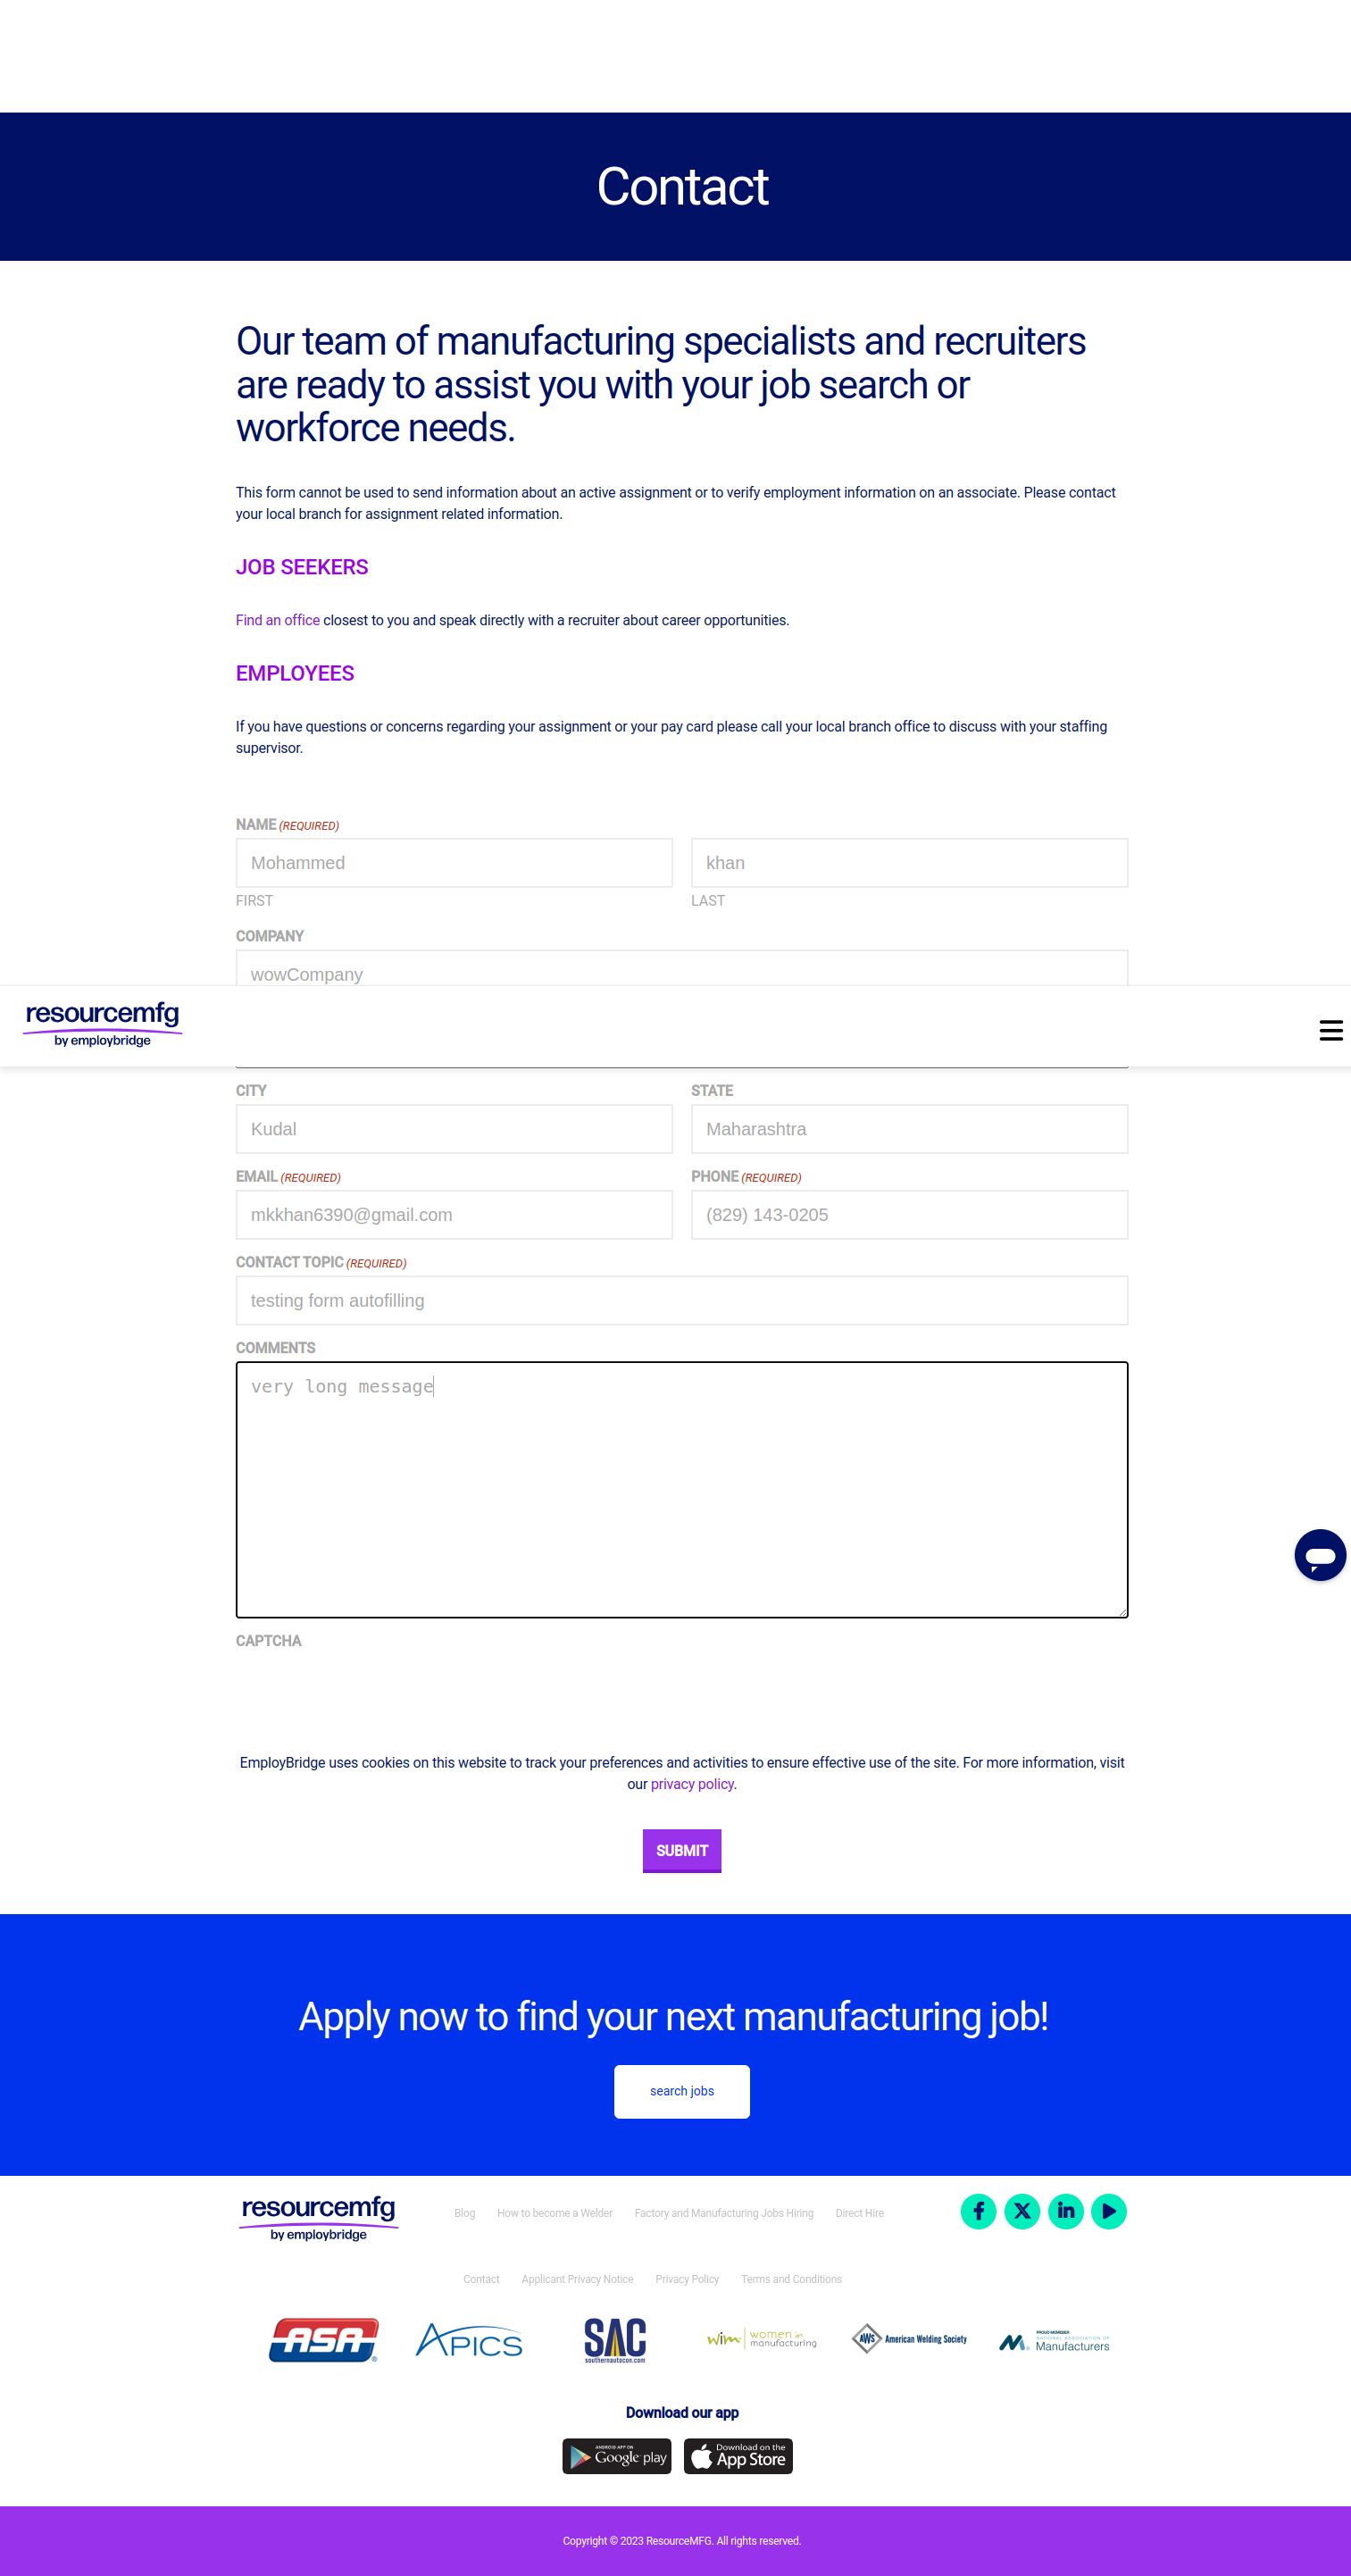 Contact
Our team of manufacturing specialists and recruiters
are ready to assist you with your job search or
workforce needs.
This form cannot be used to send information about an active assignment or to verify employment information on an associate. Please contact
your local branch for assignment related information.
JOB SEEKERS
Find an office closest to you and speak directly with a recruiter about career opportunities.
EMPLOYEES
If you have questions or concerns regarding your assignment or your pay card please call your local branch office to discuss with your staffing
supervisor.
NAME (REQUIRED)
Mohammed khan
FIRST LAST
COMPANY
wowCompany
resourcemfg
by employbridge
CITY STATE
Kudal Maharashtra
EMAIL (REQUIRED) PHONE (REQUIRED)
mkkhan6390@gmail.com (829) 143-0205
CONTACT TOPIC (REQUIRED)
testing form autofilling
COMMENTS
very long message
CAPTCHA
EmployBridge uses cookies on this website to track your preferences and activities to ensure effective use of the site. For more information, visit
our privacy policy.
SUBMIT
Apply now to find your next manufacturing job!
search jobs
resourcemfg
by employbridge
Blog How to become a Welder Factory and Manufacturing Jobs Hiring Direct Hire
Contact Applicant Privacy Notice Privacy Policy Terms and Conditions
ASA
APICS
SAC
southernautocon.com
wim women in
manufacturing
AWS American Welding Society
PROUD MEMBER
NATIONAL ASSOCIATION OF
Manufacturers
Download our app
ANDROID APP ON
Google play
Download on the
App Store
Copyright © 2023 ResourceMFG. All rights reserved.